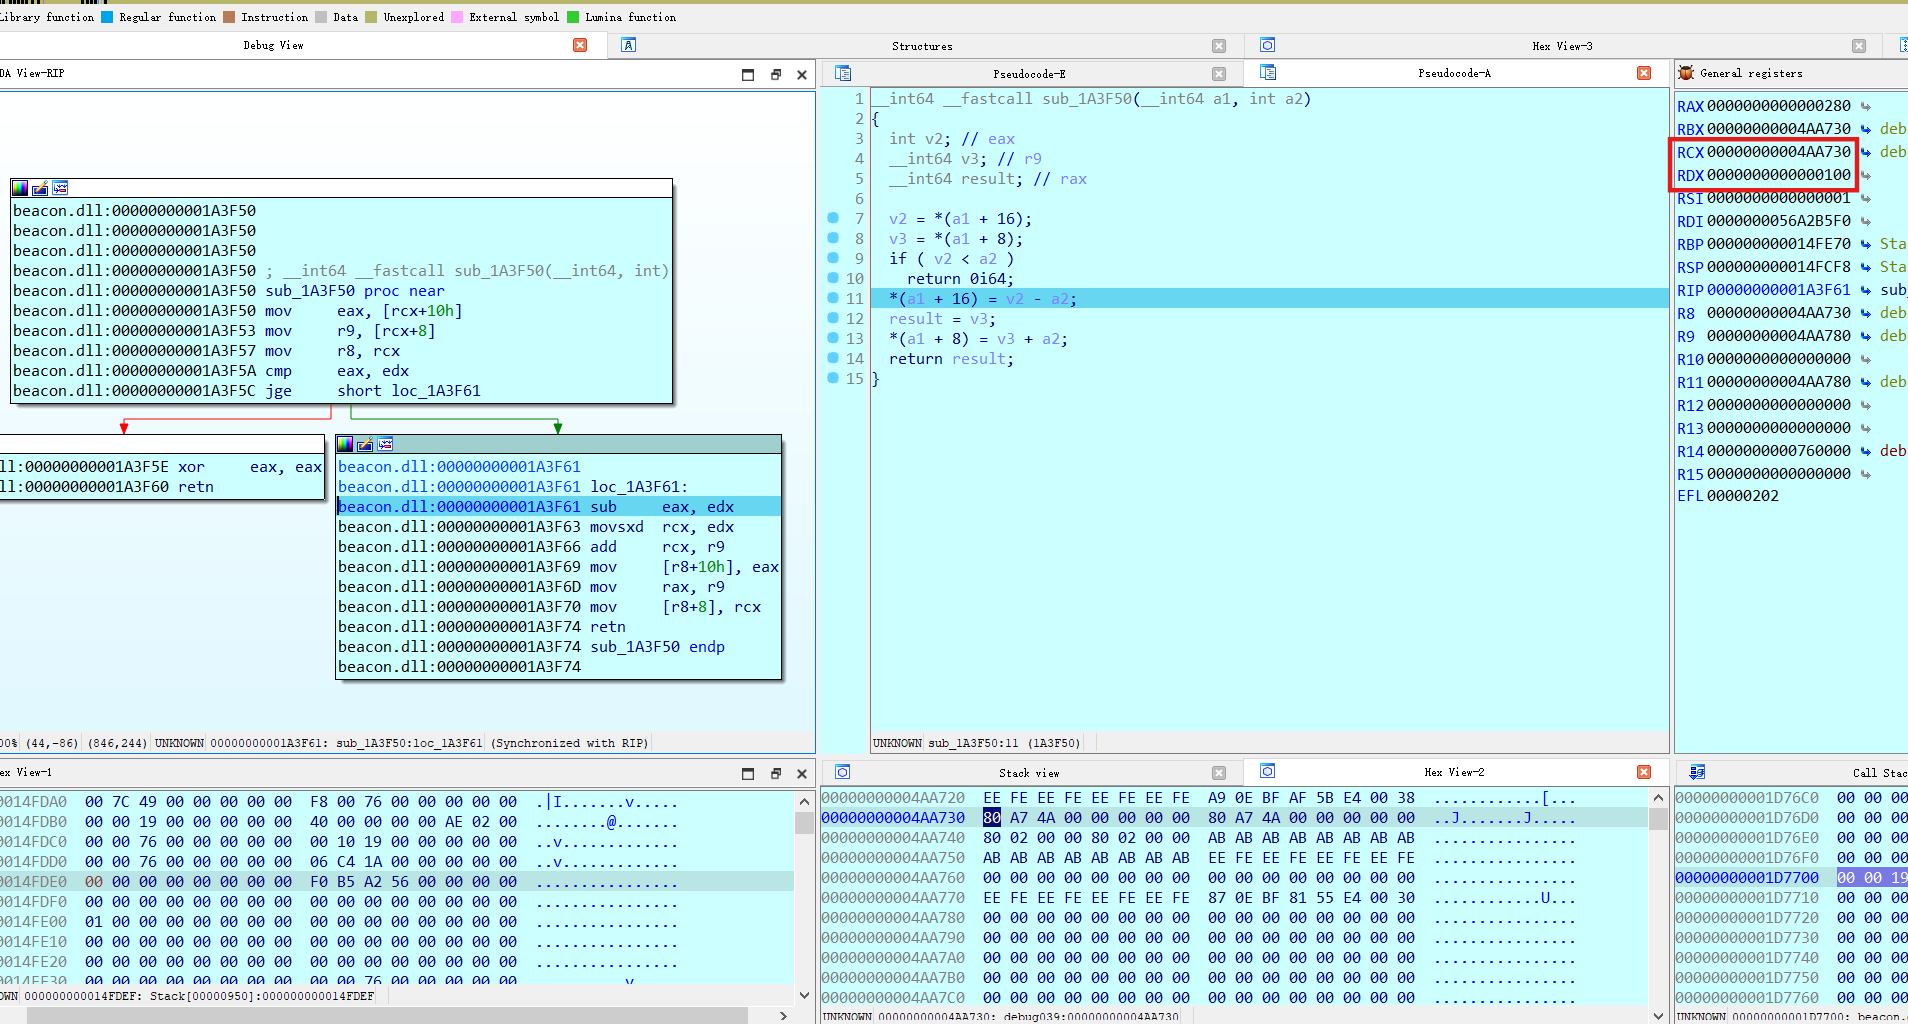 Library function Regular function Instruction Data Unexplored External symbol Lumina function
Debug View
Structures
Hex View-3
DA View-RIP
Pseudocode-E
Pseudocode-A
General registers
beacon.dll:00000000001A3F50
beacon.dll:00000000001A3F50
beacon.dll:00000000001A3F50
beacon.dll:00000000001A3F50 ; __int64 __fastcall sub_1A3F50(__int64, int)
beacon.dll:00000000001A3F50 sub_1A3F50 proc near
beacon.dll:00000000001A3F50 mov eax, [rcx+10h]
beacon.dll:00000000001A3F53 mov r9, [rcx+8]
beacon.dll:00000000001A3F57 mov r8, rcx
beacon.dll:00000000001A3F5A cmp eax, edx
beacon.dll:00000000001A3F5C jge short loc_1A3F61
ll:00000000001A3F5E xor eax, eax
ll:00000000001A3F60 retn
beacon.dll:00000000001A3F61
beacon.dll:00000000001A3F61 loc_1A3F61:
beacon.dll:00000000001A3F61 sub eax, edx
beacon.dll:00000000001A3F63 movsxd rcx, edx
beacon.dll:00000000001A3F66 add rcx, r9
beacon.dll:00000000001A3F69 mov [r8+10h], eax
beacon.dll:00000000001A3F6D mov rax, r9
beacon.dll:00000000001A3F70 mov [r8+8], rcx
beacon.dll:00000000001A3F74 retn
beacon.dll:00000000001A3F74 sub_1A3F50 endp
beacon.dll:00000000001A3F74
00% (44,-86) (846,244) UNKNOWN 00000000001A3F61: sub_1A3F50:loc_1A3F61 (Synchronized with RIP)
1 __int64 __fastcall sub_1A3F50(__int64 a1, int a2)
2 {
3 int v2; // eax
4 __int64 v3; // r9
5 __int64 result; // rax
6
7 v2 = *(a1 + 16);
8 v3 = *(a1 + 8);
9 if ( v2 < a2 )
10 return 0i64;
11 *(a1 + 16) = v2 - a2;
12 result = v3;
13 *(a1 + 8) = v3 + a2;
14 return result;
15 }
UNKNOWN sub_1A3F50:11 (1A3F50)
RAX 0000000000000280
RBX 00000000004AA730 deb
RCX 00000000004AA730 deb
RDX 0000000000000100
RSI 0000000000000001
RDI 0000000056A2B5F0
RBP 000000000014FE70 Sta
RSP 000000000014FCF8 Sta
RIP 00000000001A3F61 sub
R8 00000000004AA730 deb
R9 00000000004AA780 deb
R10 0000000000000000
R11 00000000004AA780 deb
R12 0000000000000000
R13 0000000000000000
R14 0000000000760000 deb
R15 0000000000000000
EFL 00000202
ex View-1
0014FDA0 00 7C 49 00 00 00 00 00 F8 00 76 00 00 00 00 00 .|I.......v.....
0014FDB0 00 00 19 00 00 00 00 00 40 00 00 00 00 AE 02 00 ........@.......
0014FDC0 00 00 76 00 00 00 00 00 00 10 19 00 00 00 00 00 ..v.............
0014FDD0 00 00 76 00 00 00 00 00 06 C4 1A 00 00 00 00 00 ..v.............
0014FDE0 00 00 00 00 00 00 00 00 F0 B5 A2 56 00 00 00 00 ................
0014FDF0 00 00 00 00 00 00 00 00 00 00 00 00 00 00 00 00 ................
0014FE00 01 00 00 00 00 00 00 00 00 00 00 00 00 00 00 00 ................
0014FE10 00 00 00 00 00 00 00 00 00 00 00 00 00 00 00 00 ................
0014FE20 00 00 00 00 00 00 00 00 00 00 00 00 00 00 00 00 ................
0014FE30 00 00 00 00 00 00 00 00 00 00 76 00 00 00 00 00 ..........v.....
OWN 000000000014FDEF: Stack[00000950]:000000000014FDEF
Stack view
Hex View-2
00000000004AA720 EE FE EE FE EE FE EE FE A9 0E BF AF 5B E4 00 38 ............[...
00000000004AA730 80 A7 4A 00 00 00 00 00 80 A7 4A 00 00 00 00 00 ..J.......J.....
00000000004AA740 80 02 00 00 80 02 00 00 AB AB AB AB AB AB AB AB ................
00000000004AA750 AB AB AB AB AB AB AB AB EE FE EE FE EE FE EE FE ................
00000000004AA760 00 00 00 00 00 00 00 00 00 00 00 00 00 00 00 00 ................
00000000004AA770 EE FE EE FE EE FE EE FE 87 0E BF 81 55 E4 00 30 ............U...
00000000004AA780 00 00 00 00 00 00 00 00 00 00 00 00 00 00 00 00 ................
00000000004AA790 00 00 00 00 00 00 00 00 00 00 00 00 00 00 00 00 ................
00000000004AA7A0 00 00 00 00 00 00 00 00 00 00 00 00 00 00 00 00 ................
00000000004AA7B0 00 00 00 00 00 00 00 00 00 00 00 00 00 00 00 00 ................
00000000004AA7C0 00 00 00 00 00 00 00 00 00 00 00 00 00 00 00 00 ................
UNKNOWN 00000000004AA730: debug039:00000000004AA730
Call Stac
00000000001D76C0 00 00 00
00000000001D76D0 00 00 00
00000000001D76E0 00 00 00
00000000001D76F0 00 00 00
00000000001D7700 00 00 19
00000000001D7710 00 00 00
00000000001D7720 00 00 00
00000000001D7730 00 00 00
00000000001D7740 00 00 00
00000000001D7750 00 00 00
00000000001D7760 00 00 00
UNKNOWN 00000000001D7700: beacon.